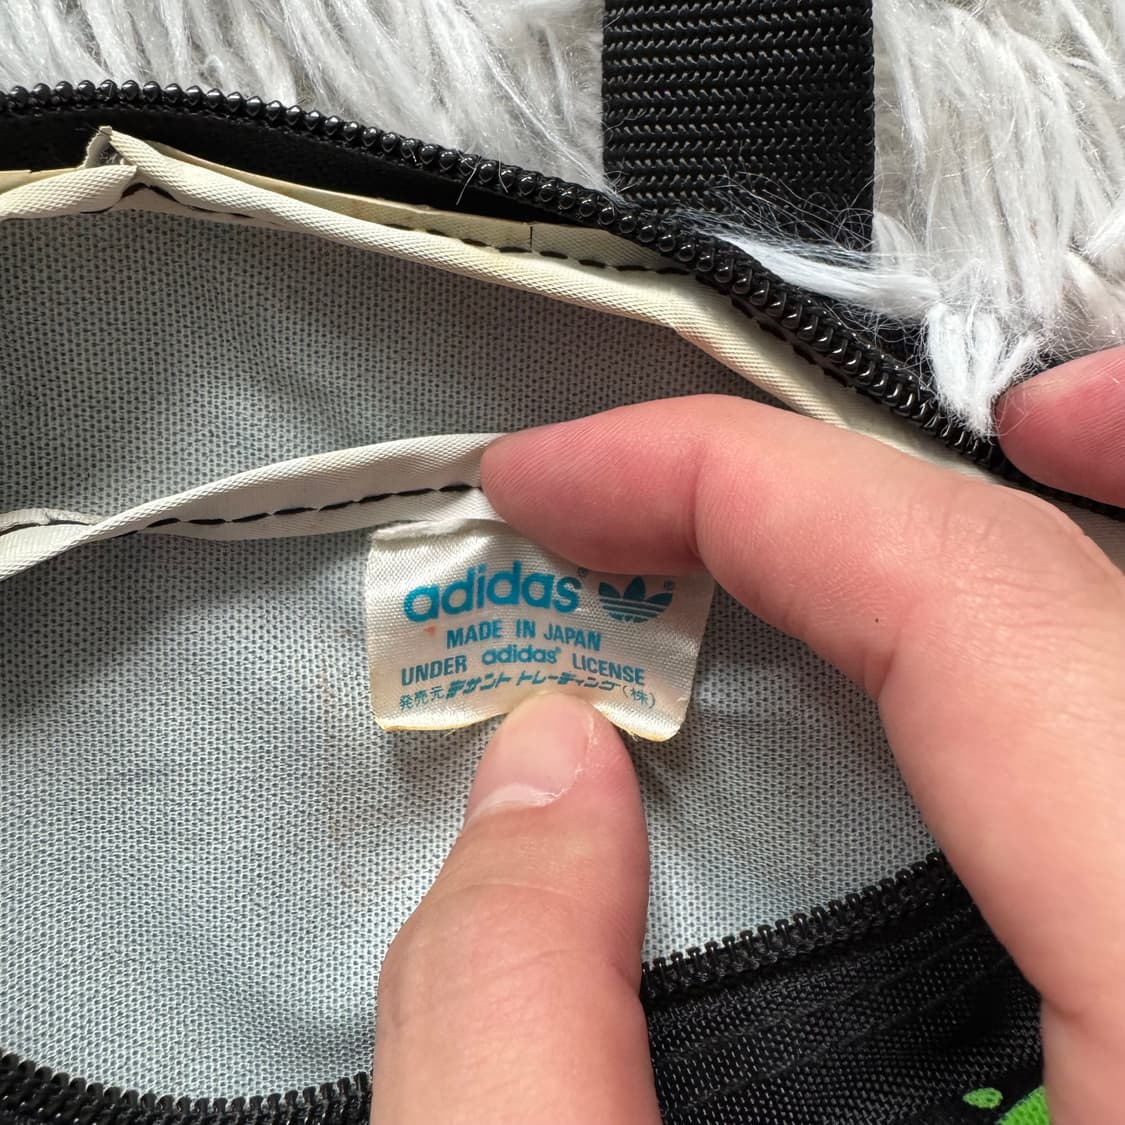 adidas® ®
MADE IN JAPAN
UNDER adidas® LICENSE
発売元 デサント トレーディング(株)